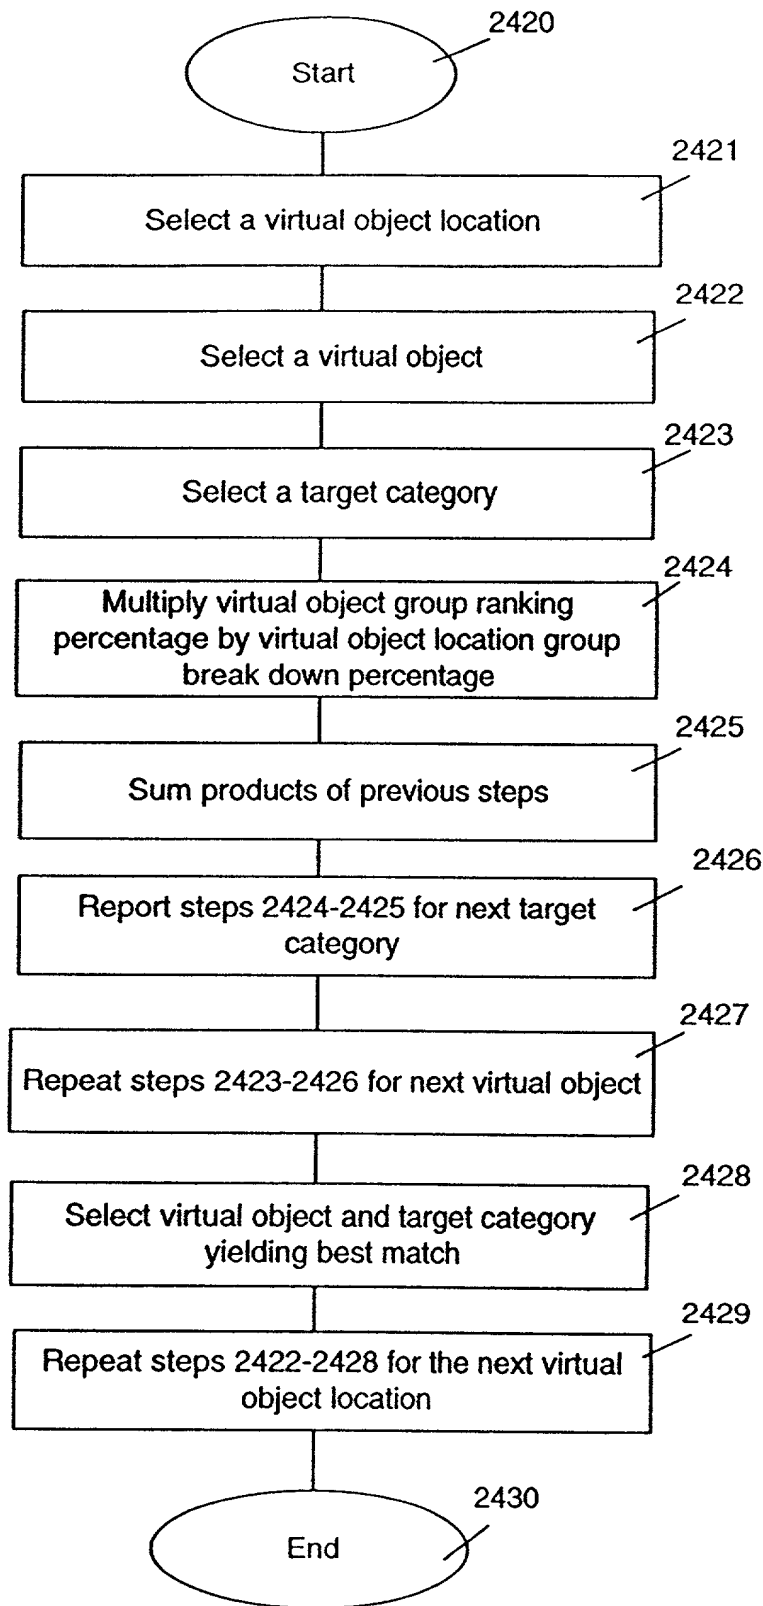 2420
Start
2421
Select a virtual object location
2422
Select a virtual object
2423
Select a target category
2424
Multiply virtual object group ranking
percentage by virtual object location group
break down percentage
2425
Sum products of previous steps
2426
Report steps 2424-2425 for next target
category
2427
Repeat steps 2423-2426 for next virtual object
2428
Select virtual object and target category
yielding best match
2429
Repeat steps 2422-2428 for the next virtual
object location
2430
End